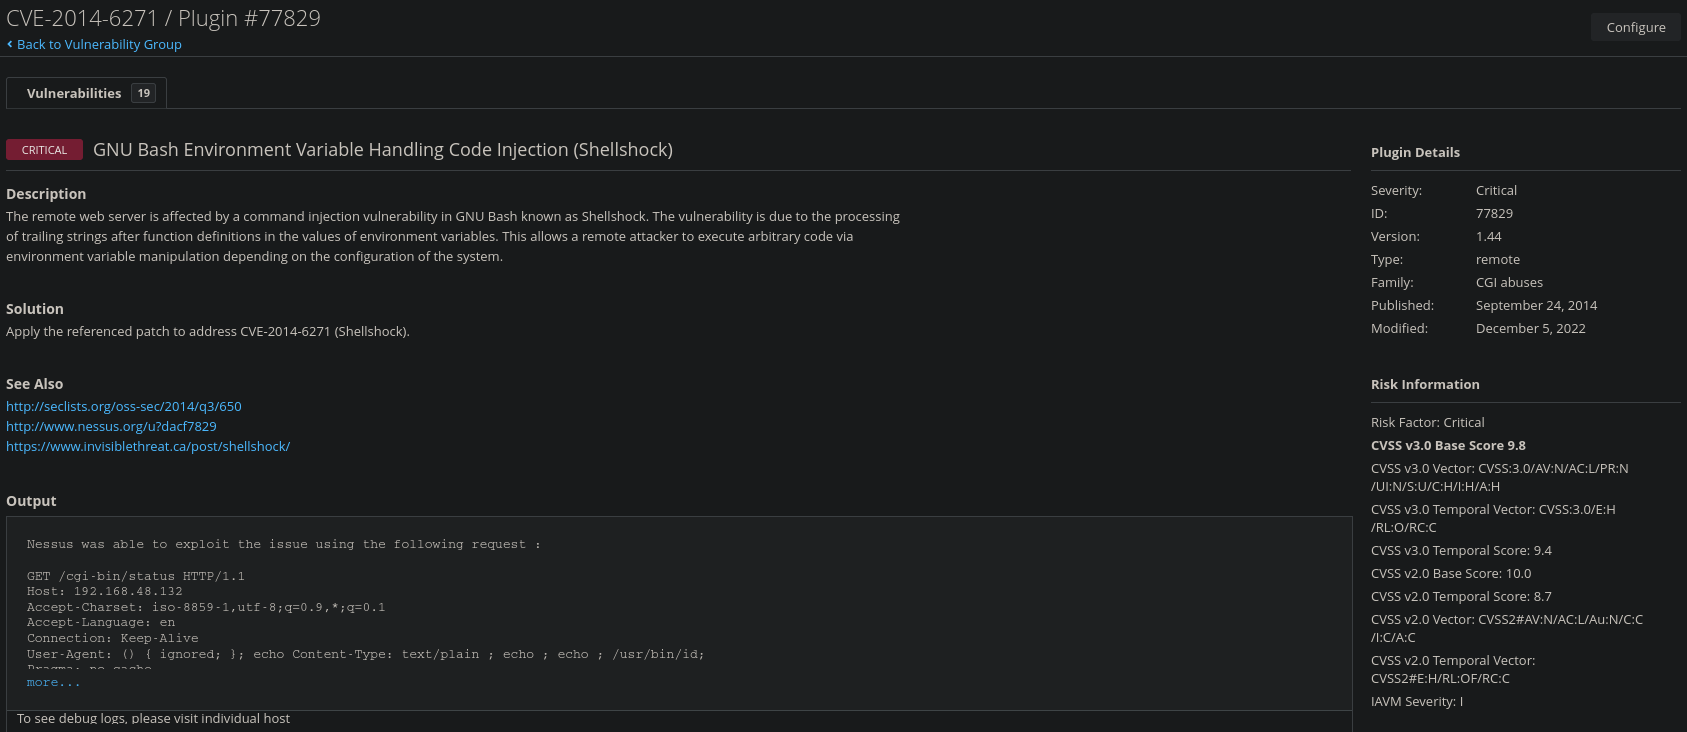 CVE-2014-6271 / Plugin #77829
Configure
‹ Back to Vulnerability Group
Vulnerabilities 19
CRITICAL GNU Bash Environment Variable Handling Code Injection (Shellshock)
Description
The remote web server is affected by a command injection vulnerability in GNU Bash known as Shellshock. The vulnerability is due to the processing
of trailing strings after function definitions in the values of environment variables. This allows a remote attacker to execute arbitrary code via
environment variable manipulation depending on the configuration of the system.
Solution
Apply the referenced patch to address CVE-2014-6271 (Shellshock).
See Also
http://seclists.org/oss-sec/2014/q3/650
http://www.nessus.org/u?dacf7829
https://www.invisiblethreat.ca/post/shellshock/
Output
Nessus was able to exploit the issue using the following request :
GET /cgi-bin/status HTTP/1.1
Host: 192.168.48.132
Accept-Charset: iso-8859-1,utf-8;q=0.9,*;q=0.1
Accept-Language: en
Connection: Keep-Alive
User-Agent: () { ignored; }; echo Content-Type: text/plain ; echo ; echo ; /usr/bin/id;
Pragma: no-cache
more...
To see debug logs, please visit individual host
Plugin Details
Severity: Critical
ID: 77829
Version: 1.44
Type: remote
Family: CGI abuses
Published: September 24, 2014
Modified: December 5, 2022
Risk Information
Risk Factor: Critical
CVSS v3.0 Base Score 9.8
CVSS v3.0 Vector: CVSS:3.0/AV:N/AC:L/PR:N
/UI:N/S:U/C:H/I:H/A:H
CVSS v3.0 Temporal Vector: CVSS:3.0/E:H
/RL:O/RC:C
CVSS v3.0 Temporal Score: 9.4
CVSS v2.0 Base Score: 10.0
CVSS v2.0 Temporal Score: 8.7
CVSS v2.0 Vector: CVSS2#AV:N/AC:L/Au:N/C:C
/I:C/A:C
CVSS v2.0 Temporal Vector:
CVSS2#E:H/RL:OF/RC:C
IAVM Severity: I